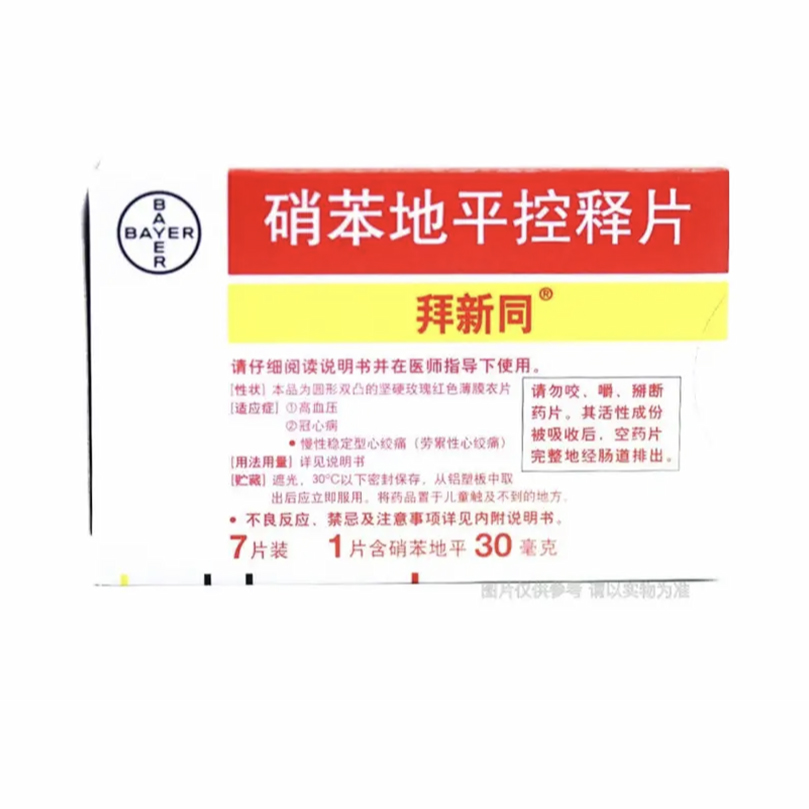 BAYER
BAYER
硝苯地平控释片
拜新同®
请仔细阅读说明书并在医师指导下使用。
[性状] 本品为圆形双凸的坚硬玫瑰红色薄膜衣片
[适应症] ①高血压
②冠心病
• 慢性稳定型心绞痛（劳累性心绞痛）
[用法用量] 详见说明书
[贮藏] 遮光，30℃以下密封保存，从铝塑板中取
出后应立即服用。将药品置于儿童触及不到的地方。
• 不良反应、禁忌及注意事项详见内附说明书。
7片装 1片含硝苯地平 30 毫克
请勿咬、嚼、掰断
药片。其活性成份
被吸收后，空药片
完整地经肠道排出。
图片仅供参考 请以实物为准